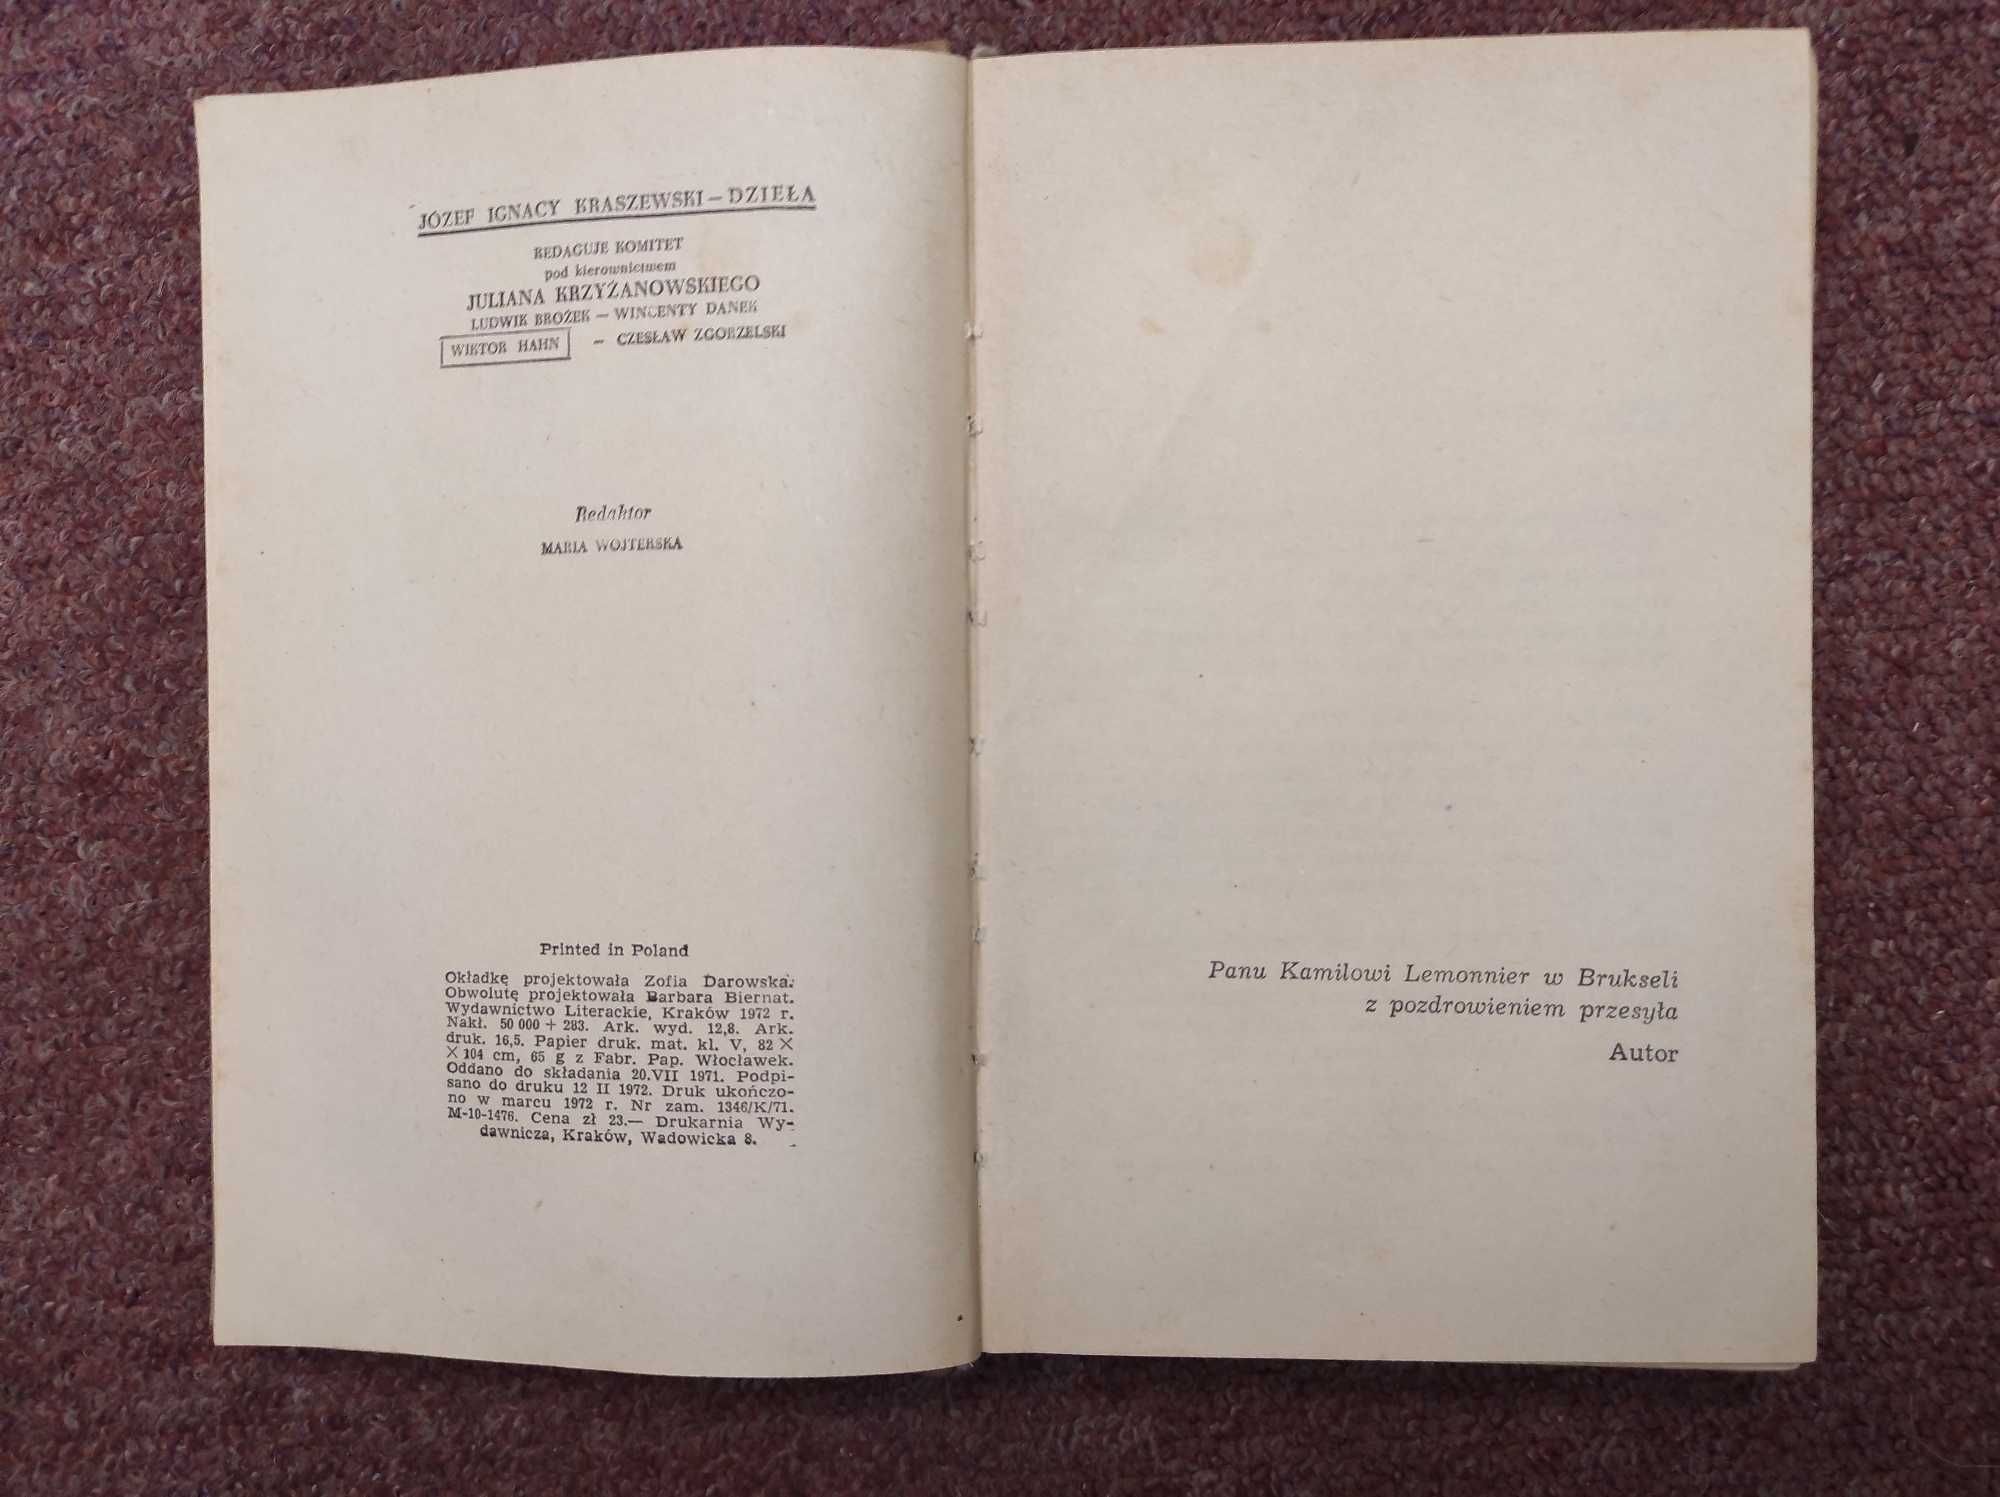 JÓZEF IGNACY KRASZEWSKI – DZIEŁA
REDAGUJE KOMITET
pod kierownictwem
JULIANA KRZYŻANOWSKIEGO
LUDWIK BROŻEK – WINCENTY DANEK
WIKTOR HAHN – CZESŁAW ZGORZELSKI
Redaktor
MARIA WOJTERSKA
Printed in Poland
Okładkę projektowała Zofia Darowska.
Obwolutę projektowała Barbara Biernat.
Wydawnictwo Literackie, Kraków 1972 r.
Nakł. 50 000 + 283. Ark. wyd. 12,8. Ark.
druk. 16,5. Papier druk. mat. kl. V, 82 ×
× 104 cm, 65 g z Fabr. Pap. Włocławek.
Oddano do składania 20.VII 1971. Podpi-
sano do druku 12 II 1972. Druk ukończo-
no w marcu 1972 r. Nr zam. 1346/K/71.
M-10-1476. Cena zł 23.— Drukarnia Wy-
dawnicza, Kraków, Wadowicka 8.
Panu Kamilowi Lemonnier w Brukseli
z pozdrowieniem przesyła
Autor